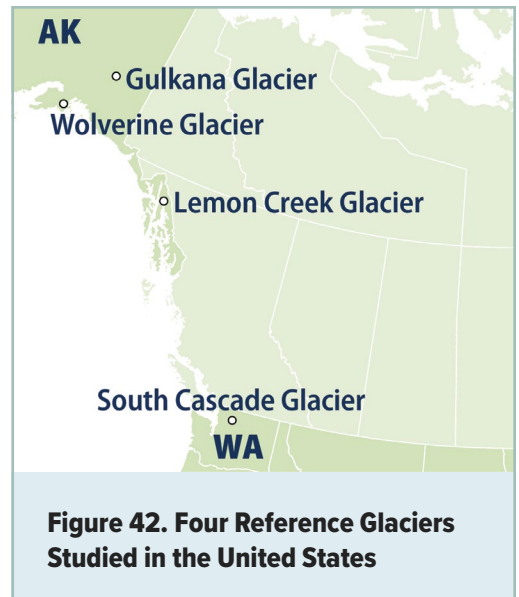 AK
Gulkana Glacier
Wolverine Glacier
Lemon Creek Glacier
South Cascade Glacier
WA
Figure 42. Four Reference Glaciers
Studied in the United States